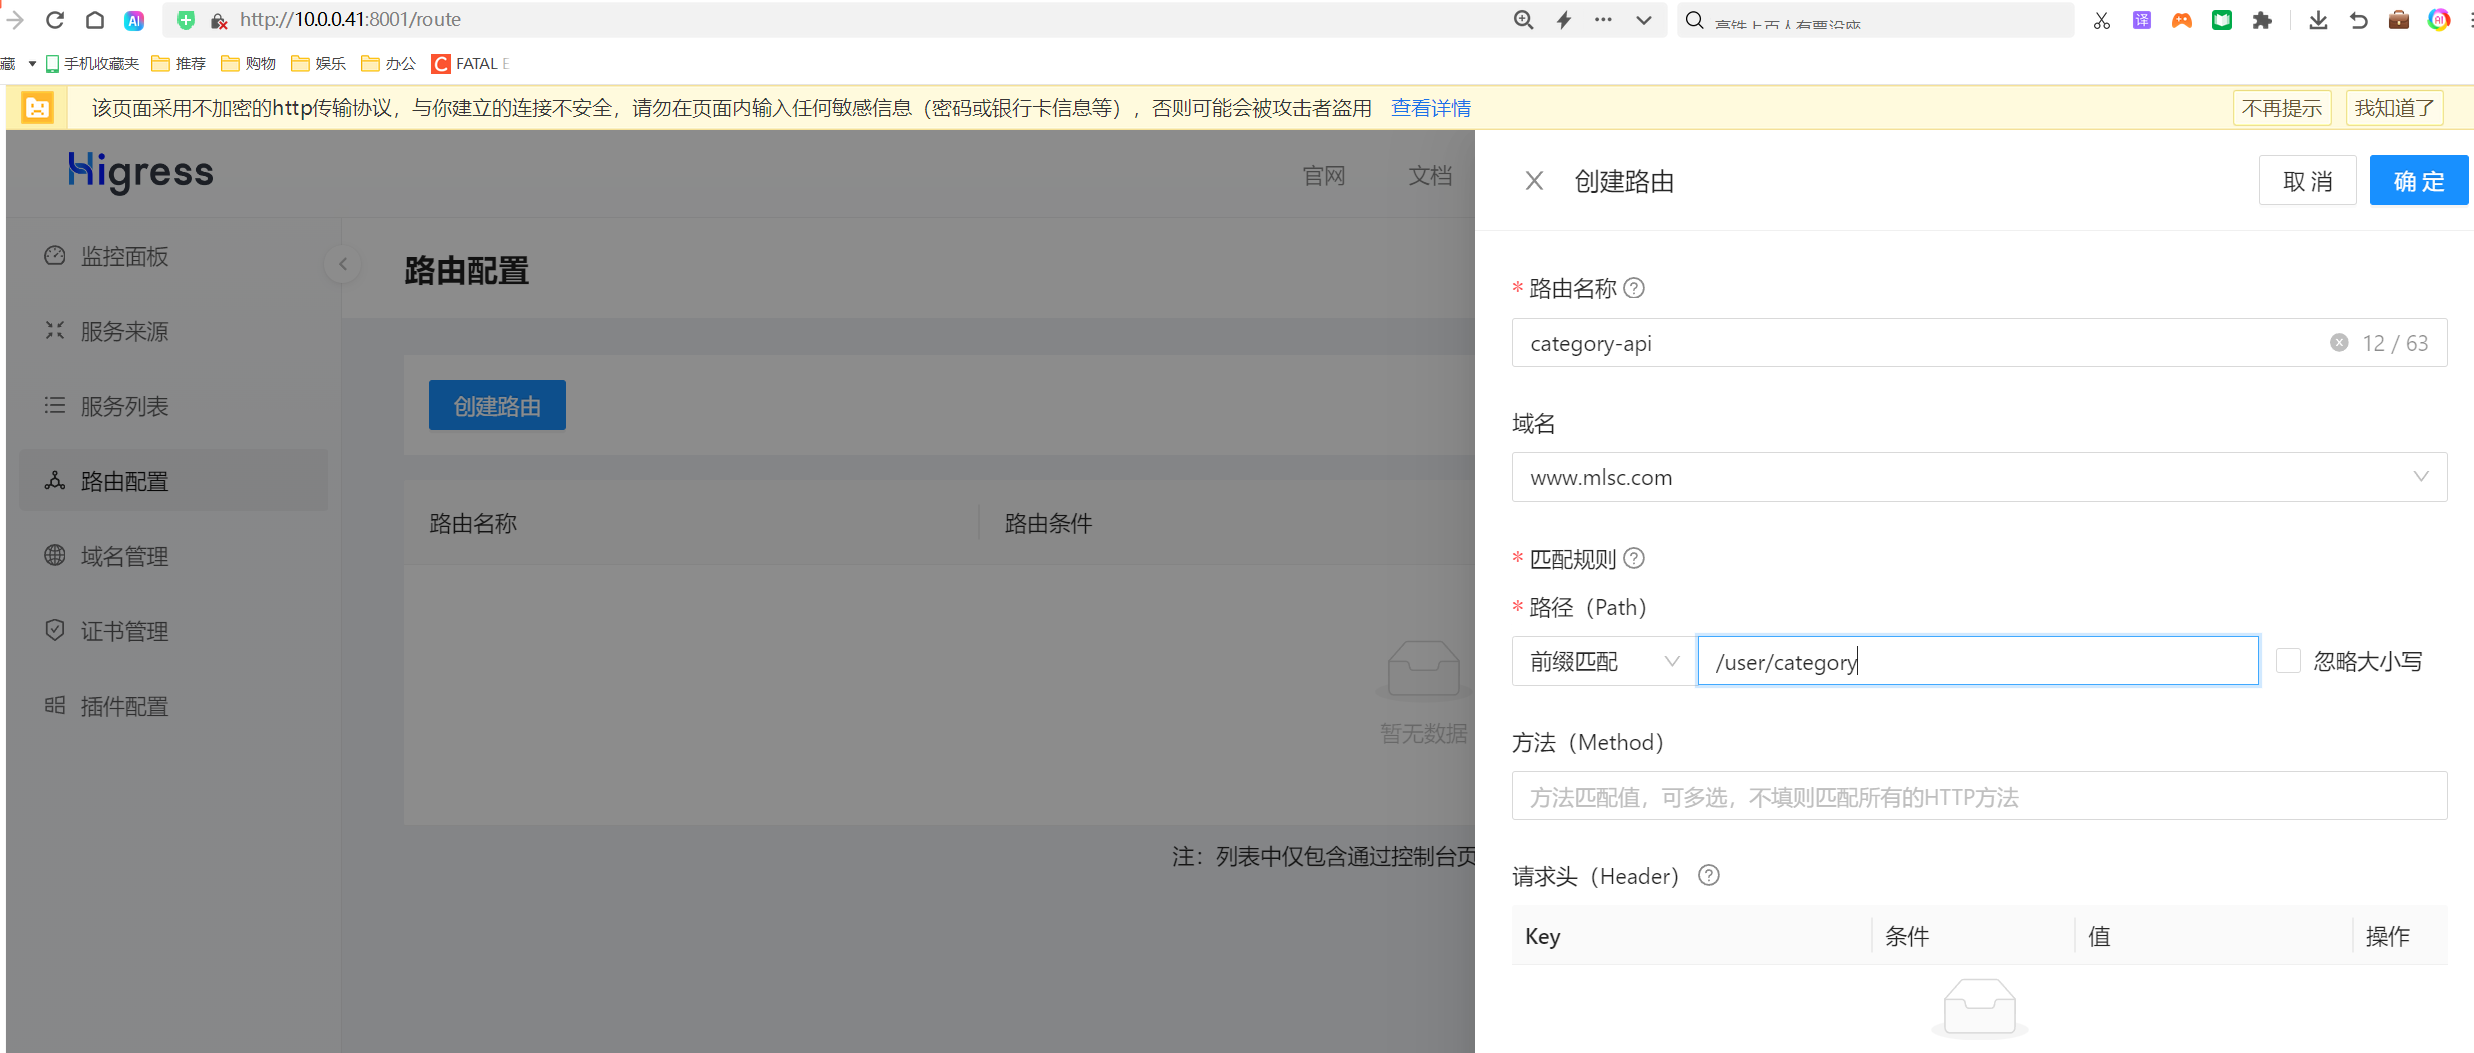 http://10.0.0.41:8001/route
藏 手机收藏夹 推荐 购物 娱乐 办公 C FATAL E
该页面采用不加密的http传输协议，与你建立的连接不安全，请勿在页面内输入任何敏感信息（密码或银行卡信息等），否则可能会被攻击者盗用 查看详情 不再提示 我知道了
Higress 官网 文档
监控面板
服务来源
服务列表
路由配置
域名管理
证书管理
插件配置
路由配置
创建路由
路由名称 路由条件
暂无数据
注：列表中仅包含通过控制台页
创建路由 取 消 确 定
* 路由名称
category-api 12 / 63
域名
www.mlsc.com
* 匹配规则
* 路径（Path）
前缀匹配 /user/category 忽略大小写
方法（Method）
方法匹配值，可多选，不填则匹配所有的HTTP方法
请求头（Header）
Key 条件 值 操作